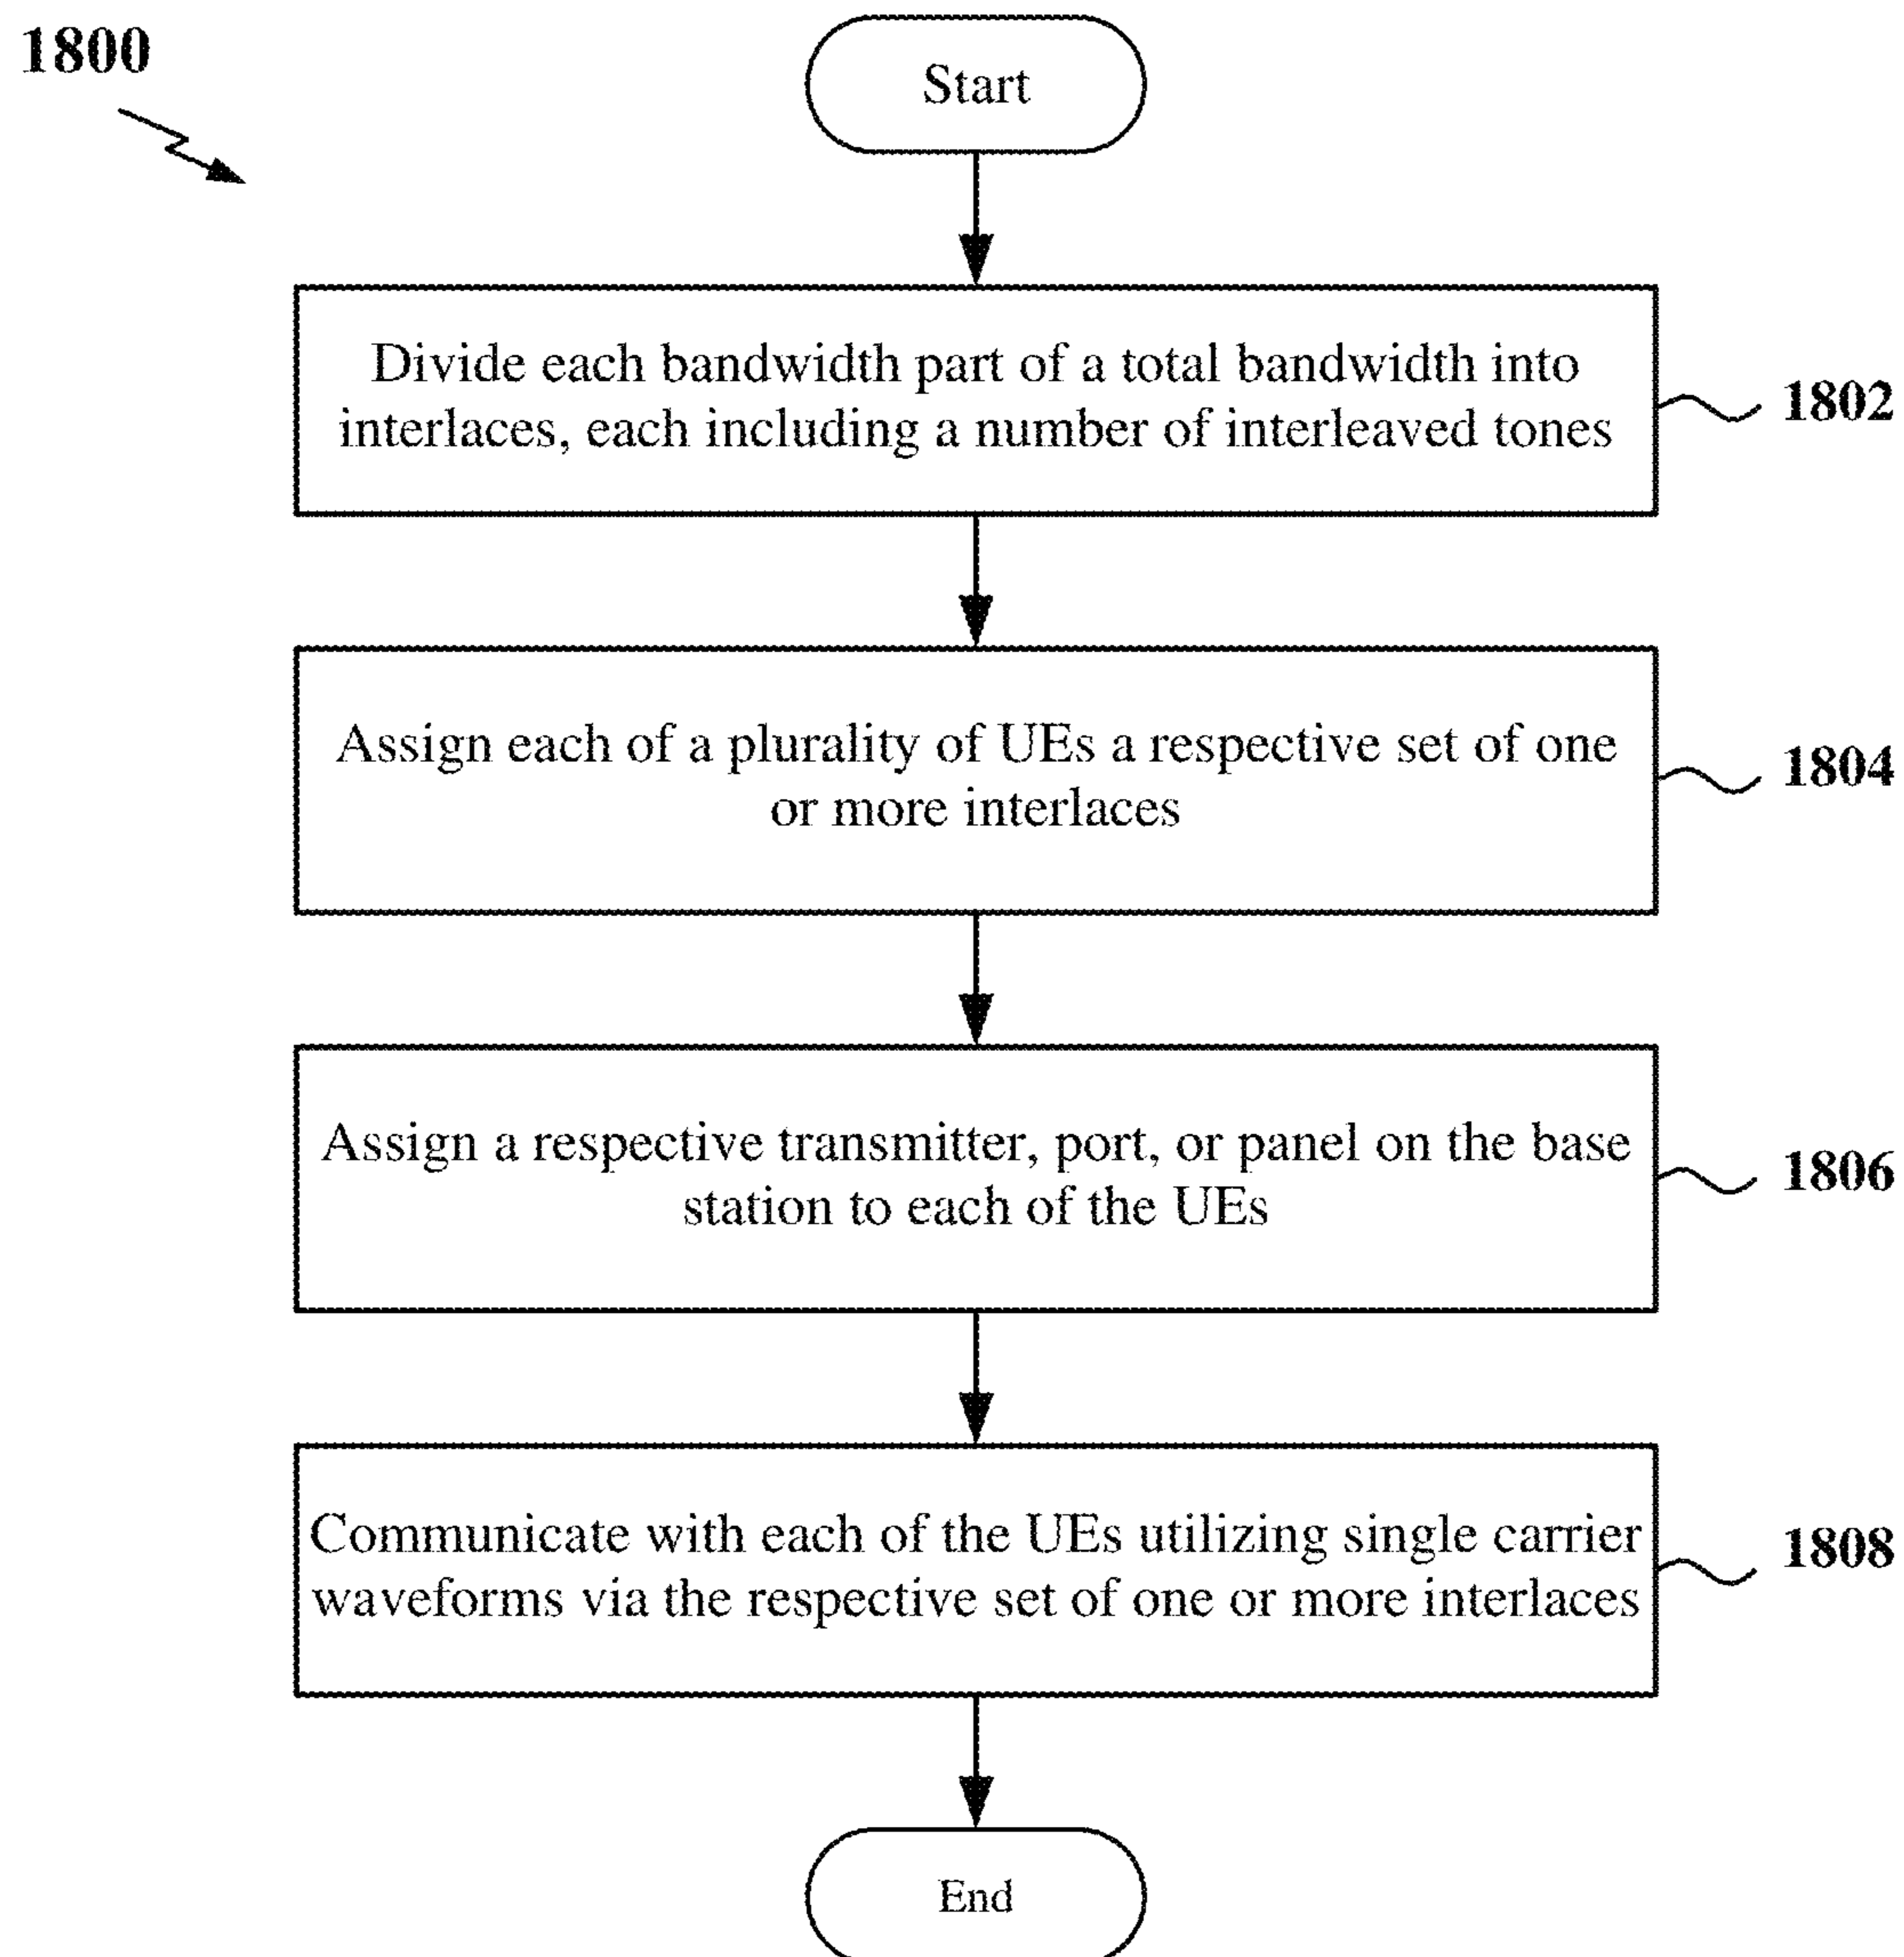 1800
Start
Divide each bandwidth part of a total bandwidth into
interlaces, each including a number of interleaved tones
1802
Assign each of a plurality of UEs a respective set of one
or more interlaces
1804
Assign a respective transmitter, port, or panel on the base
station to each of the UEs
1806
Communicate with each of the UEs utilizing single carrier
waveforms via the respective set of one or more interlaces
1808
End